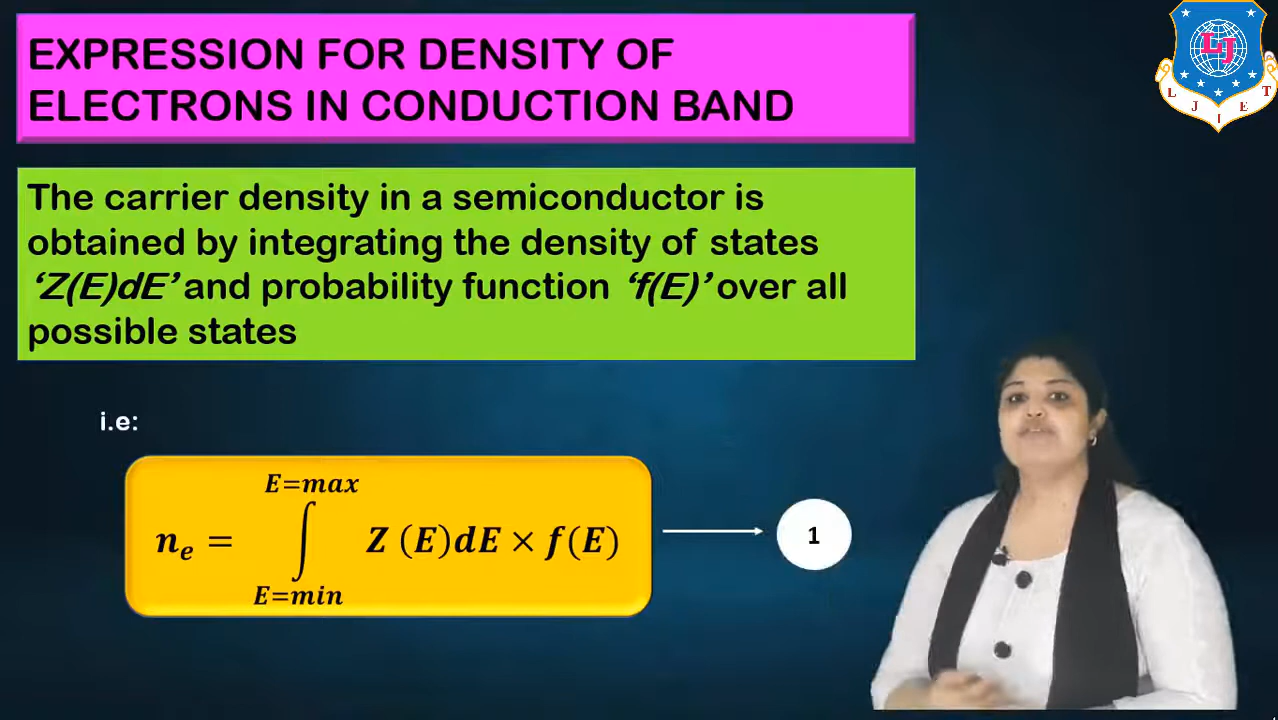 EXPRESSION FOR DENSITY OF
ELECTRONS IN CONDUCTION BAND
The carrier density in a semiconductor is
obtained by integrating the density of states
‘Z(E)dE’ and probability function ‘f(E)’ over all
possible states
i.e:
E=max
nₑ = ∫ Z (E)dE × f(E)
E=min
1
LJ
L J I E T